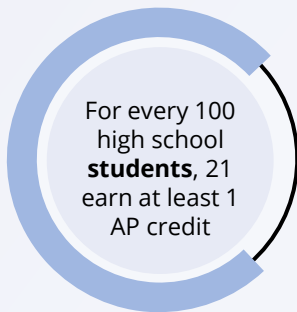 For every 100
high school
students, 21
earn at least 1
AP credit